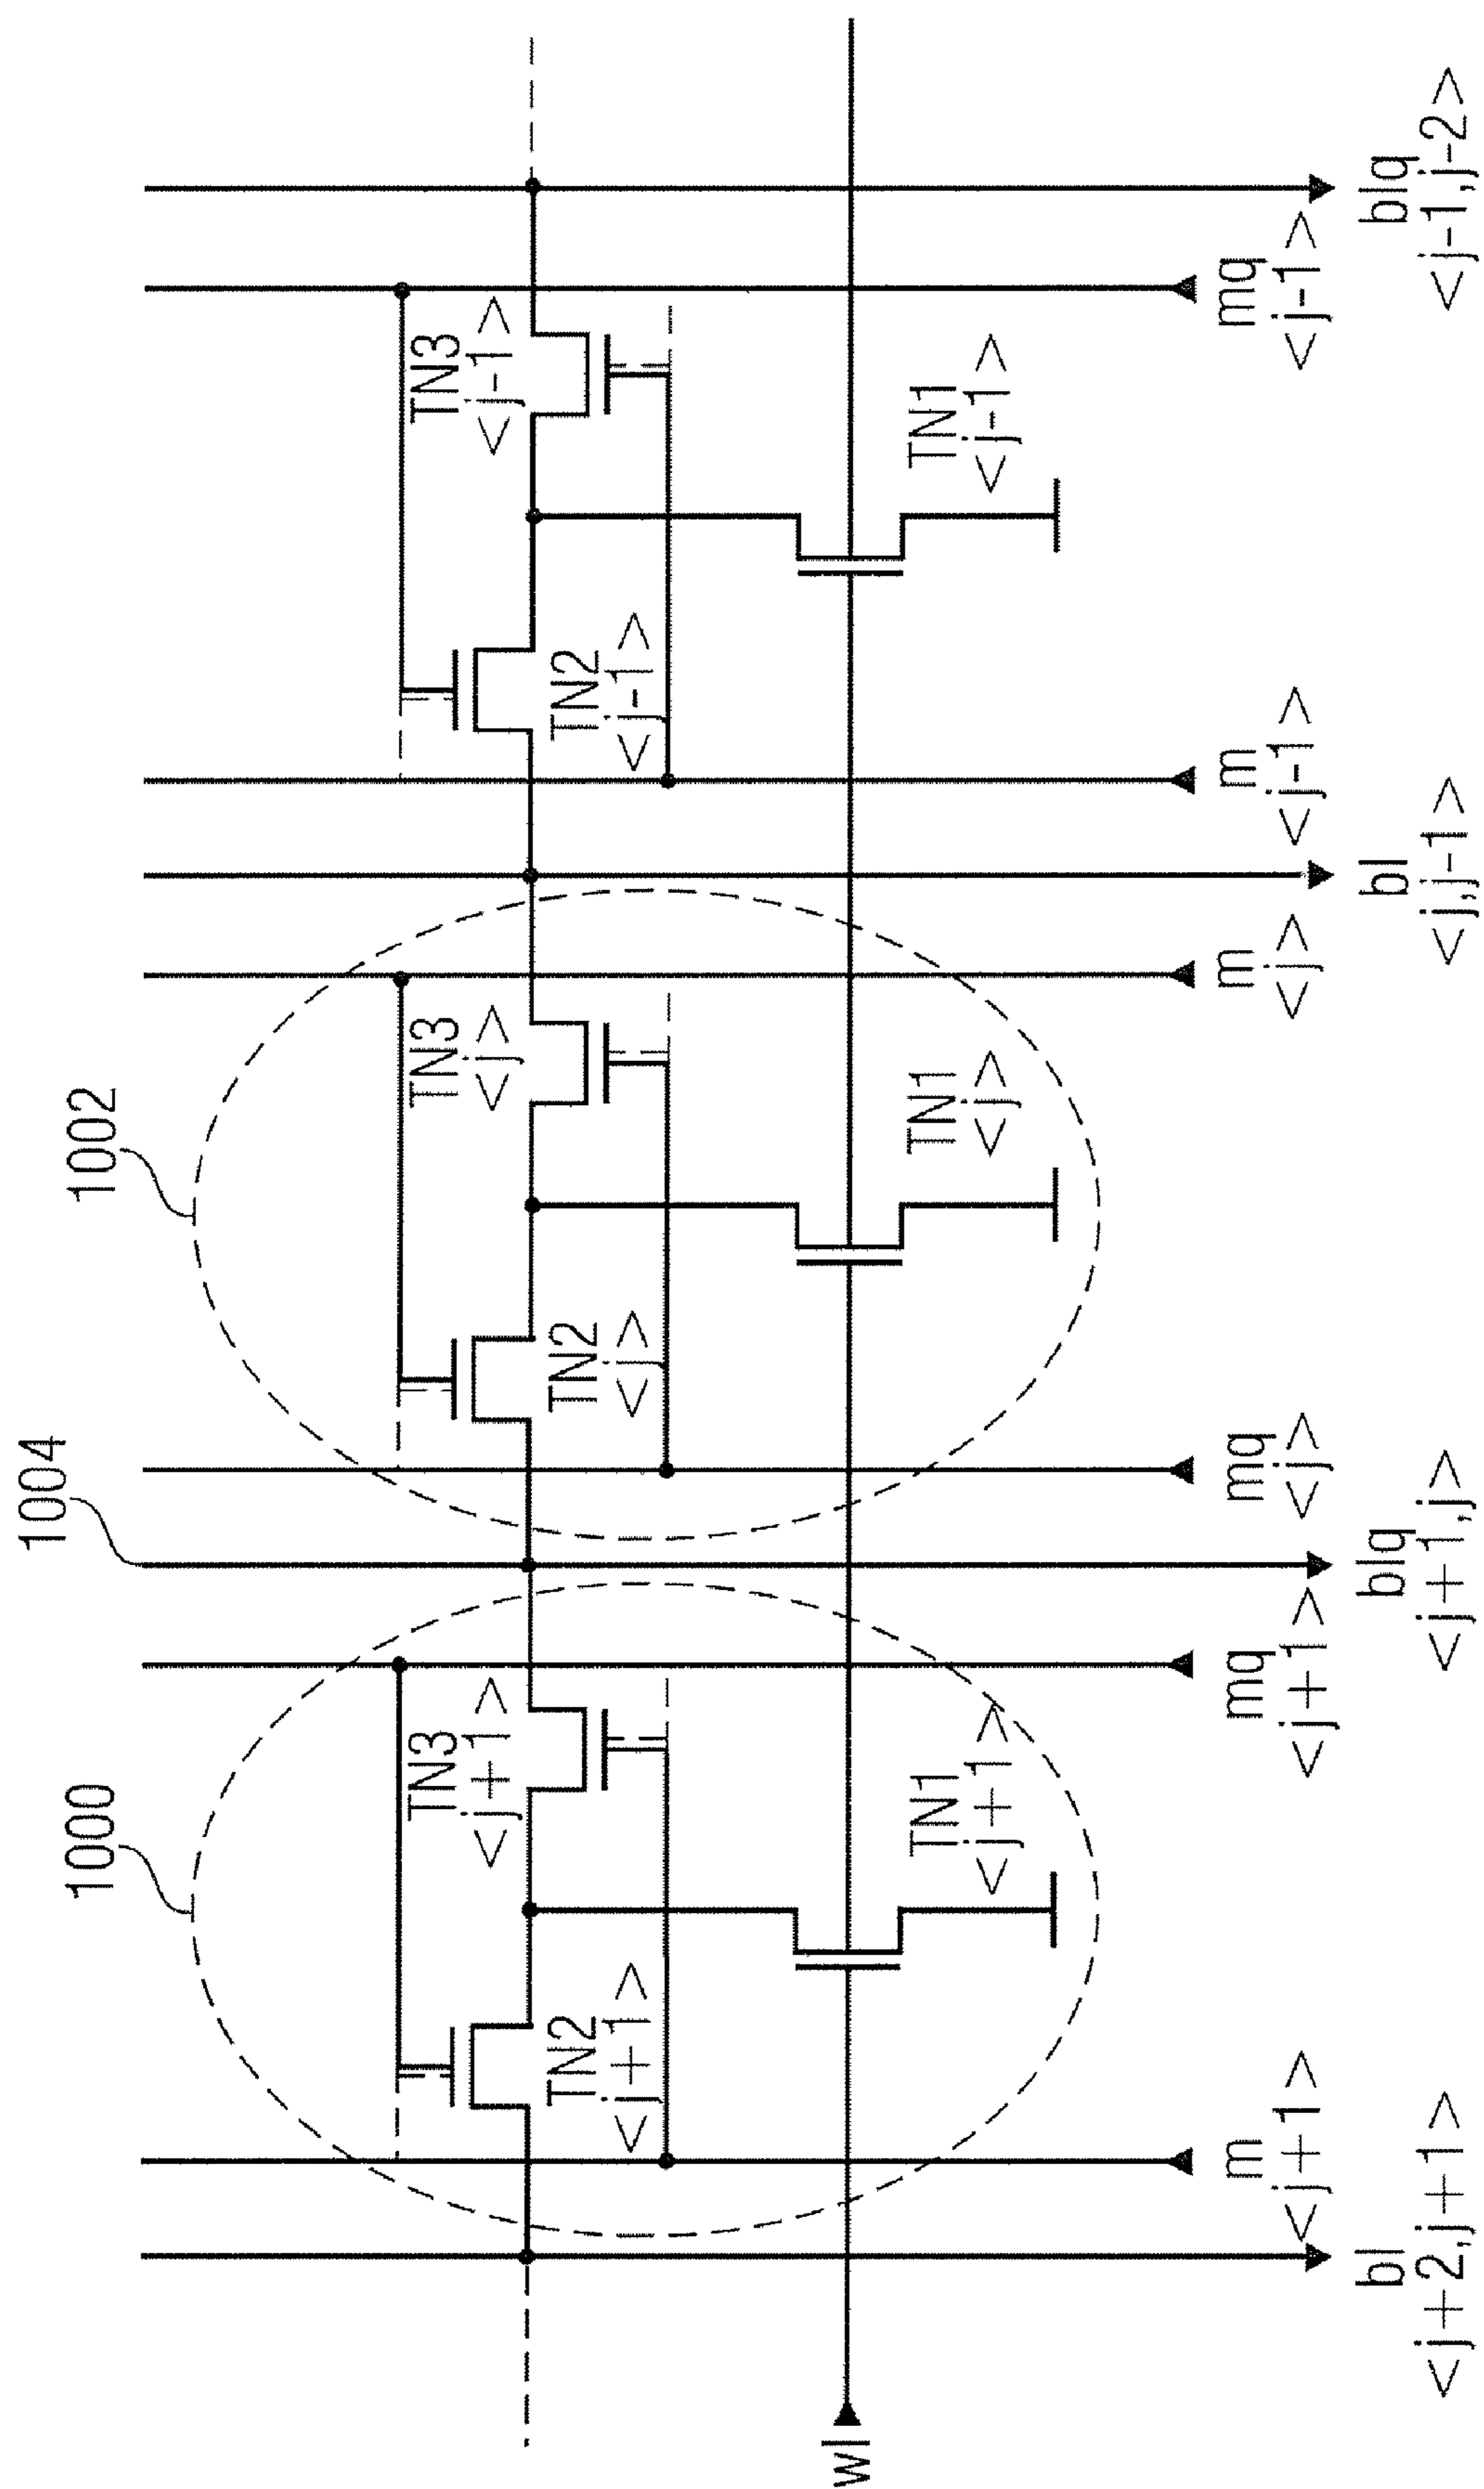 1000
1002
1004
TN3
<j+1>
TN3
<j>
TN3
<j-1>
TN2
<j+1>
TN2
<j>
TN2
<j-1>
TN1
<j+1>
TN1
<j>
TN1
<j-1>
wl
m
<j+1>
mq
<j+1>
mq
<j>
m
<j>
m
<j-1>
mq
<j-1>
bl
<j+2,j+1>
blq
<j+1,j>
bl
<j,j-1>
blq
<j-1,j-2>